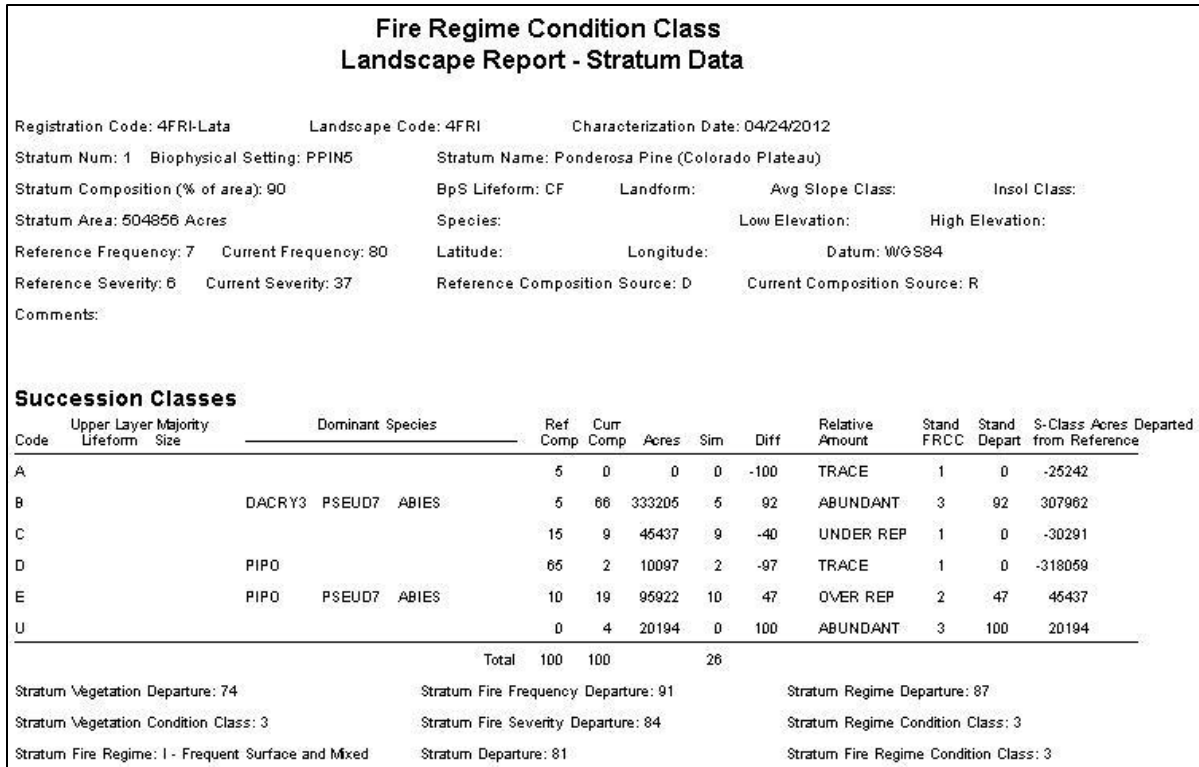 Fire Regime Condition Class
Landscape Report - Stratum Data
Registration Code: 4FRI-Lata Landscape Code: 4FRI Characterization Date: 04/24/2012
Stratum Num: 1 Biophysical Setting: PPIN5 Stratum Name: Ponderosa Pine (Colorado Plateau)
Stratum Composition (% of area): 90 BpS Lifeform: CF Landform: Avg Slope Class: Insol Class:
Stratum Area: 504856 Acres Species: Low Elevation: High Elevation:
Reference Frequency: 7 Current Frequency: 80 Latitude: Longitude: Datum: WGS84
Reference Severity: 6 Current Severity: 37 Reference Composition Source: D Current Composition Source: R
Comments:
Succession Classes
Upper Layer Majority Dominant Species Ref Curr Relative Stand Stand S-Class Acres Departed
Code Lifeform Size Comp Comp Acres Sim Diff Amount FRCC Depart from Reference
A 5 0 0 0 -100 TRACE 1 0 -25242
B DACRY3 PSEUD7 ABIES 5 66 333205 5 92 ABUNDANT 3 92 307962
C 15 9 45437 9 -40 UNDER REP 1 0 -30291
D PIPO 65 2 10097 2 -97 TRACE 1 0 -318059
E PIPO PSEUD7 ABIES 10 19 95922 10 47 OVER REP 2 47 45437
U 0 4 20194 0 100 ABUNDANT 3 100 20194
Total 100 100 26
Stratum Vegetation Departure: 74 Stratum Fire Frequency Departure: 91 Stratum Regime Departure: 87
Stratum Vegetation Condition Class: 3 Stratum Fire Severity Departure: 84 Stratum Regime Condition Class: 3
Stratum Fire Regime: I - Frequent Surface and Mixed Stratum Departure: 81 Stratum Fire Regime Condition Class: 3